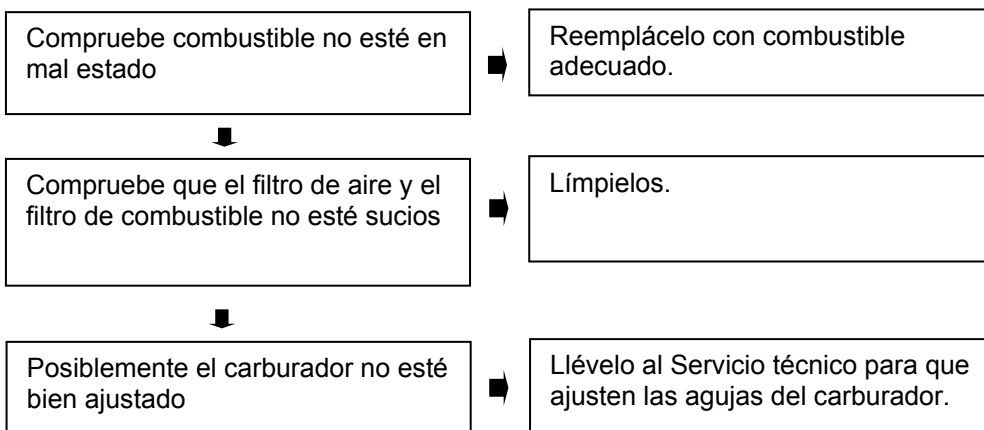 Compruebe combustible no esté en
mal estado
Reemplácelo con combustible
adecuado.
Compruebe que el filtro de aire y el
filtro de combustible no esté sucios
Límpielos.
Posiblemente el carburador no esté
bien ajustado
Llévelo al Servicio técnico para que
ajusten las agujas del carburador.